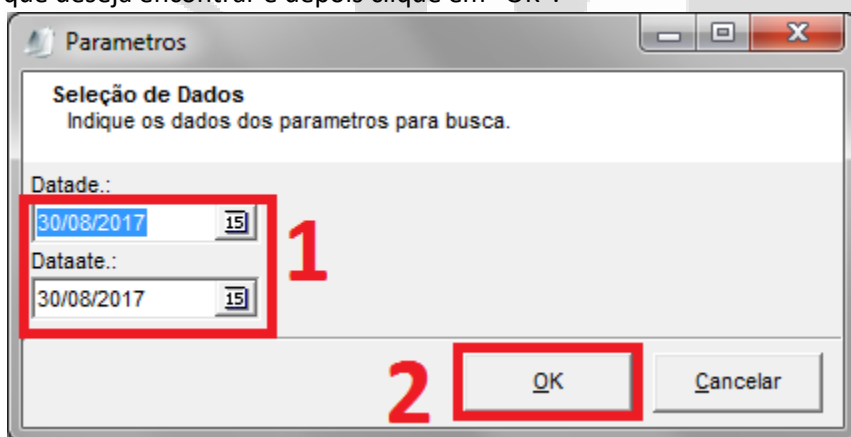 que deseja encontrar e depois clique em "OK".
Parametros
Seleção de Dados
Indique os dados dos parametros para busca.
Datade.:
30/08/2017 15
1
Dataate.:
30/08/2017 15
2 OK Cancelar